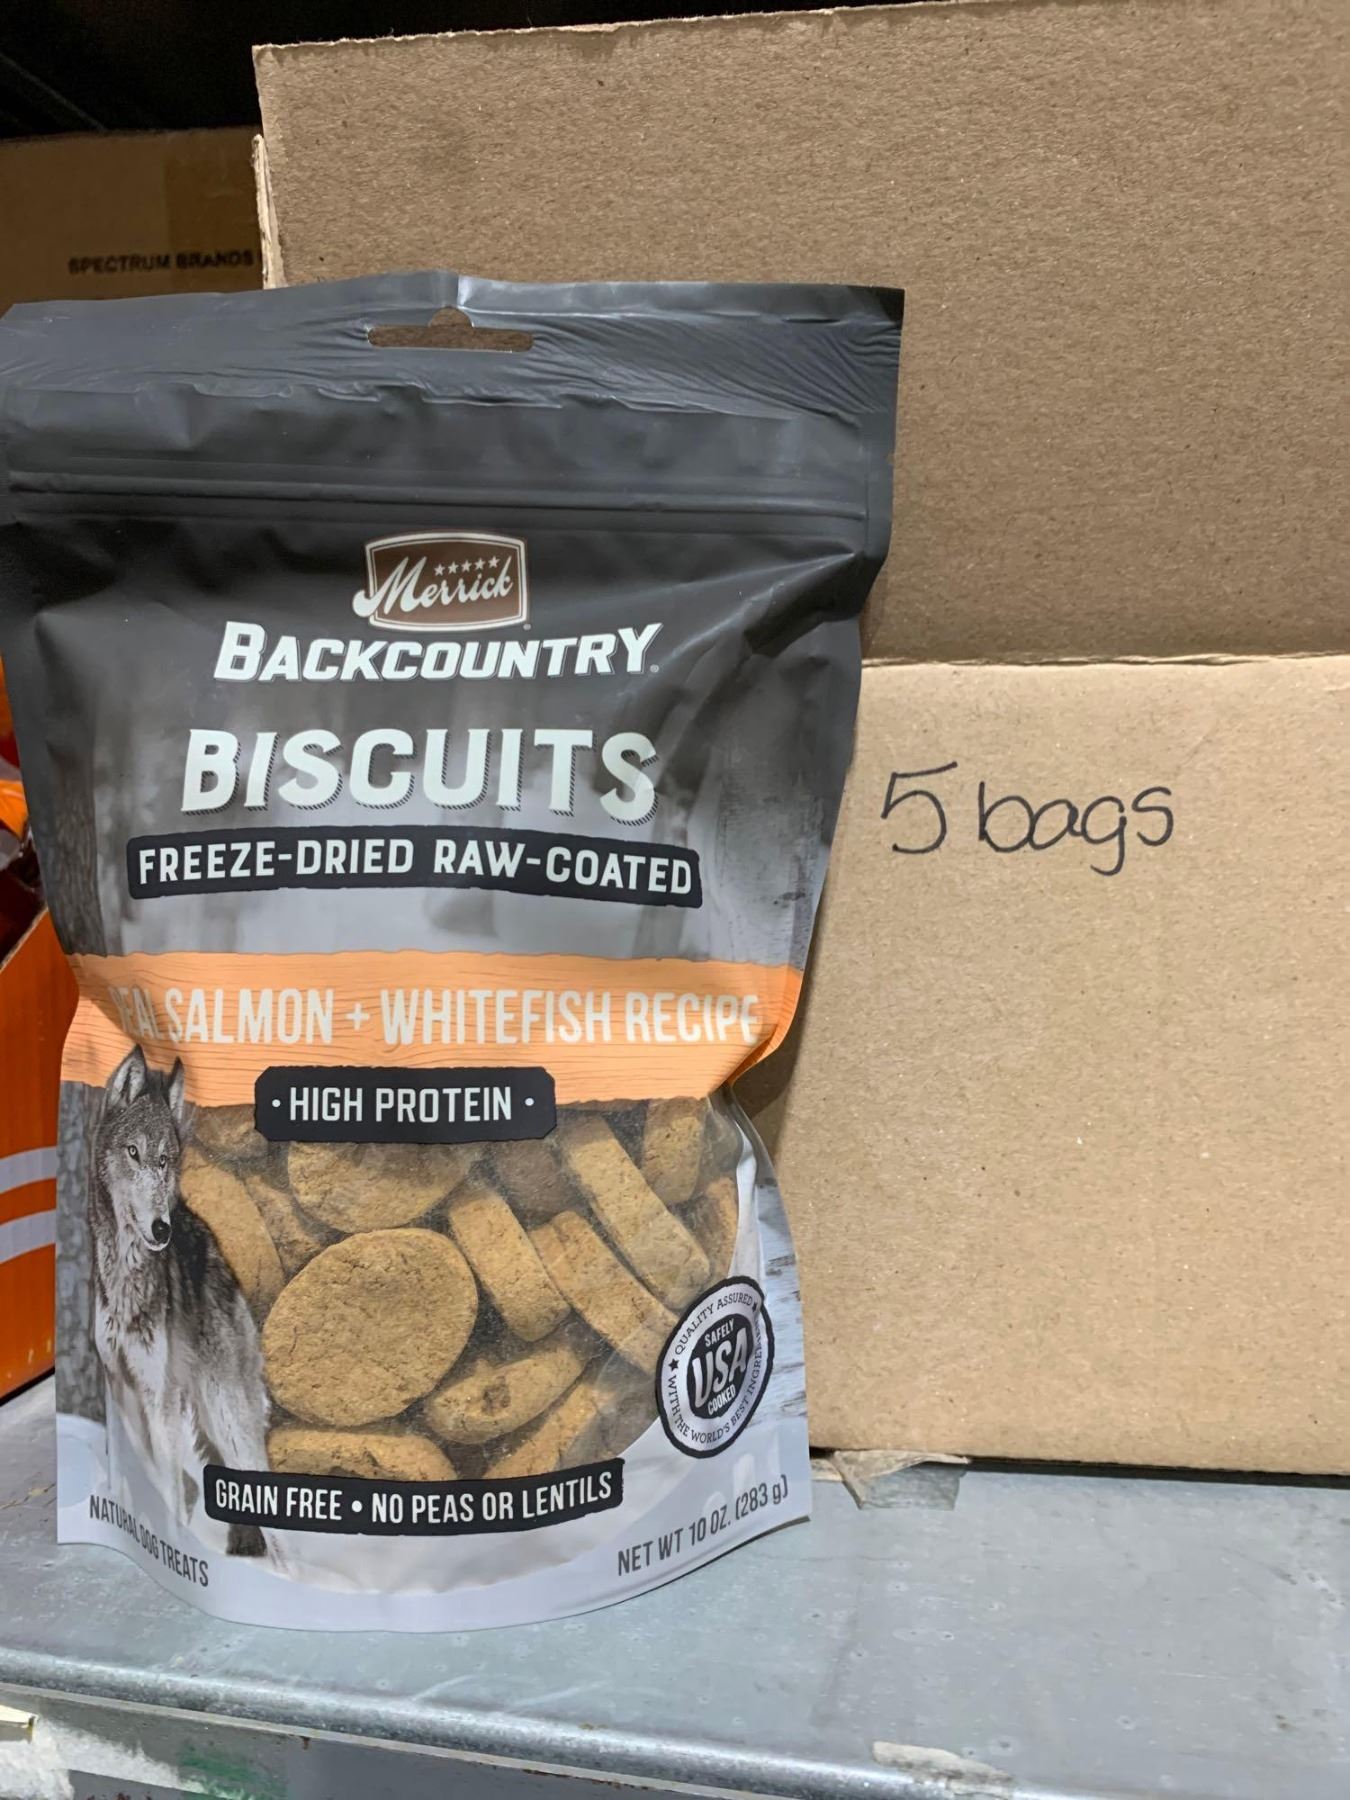 SPECTRUM BRANDS
Merrick
BACKCOUNTRY®
BISCUITS
FREEZE-DRIED RAW-COATED
REAL SALMON + WHITEFISH RECIPE
• HIGH PROTEIN •
5 bags
QUALITY ASSURED
SAFELY
USA
COOKED
WITH THE WORLD'S BEST
GRAIN FREE • NO PEAS OR LENTILS
NATURAL DOG TREATS
NET WT 10 OZ. (283 g)